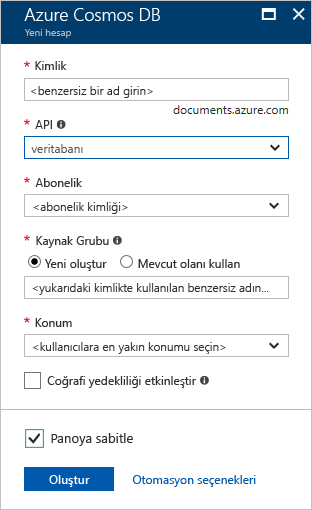 Azure Cosmos DB
Yeni hesap
* Kimlik
<benzersiz bir ad girin>
documents.azure.com
* API
veritabanı
* Abonelik
<abonelik kimliği>
* Kaynak Grubu
Yeni oluştur Mevcut olanı kullan
<yukarıdaki kimlikte kullanılan benzersiz adın...
* Konum
<kullanıcılara en yakın konumu seçin>
Coğrafi yedekliliği etkinleştir
Panoya sabitle
Oluştur Otomasyon seçenekleri